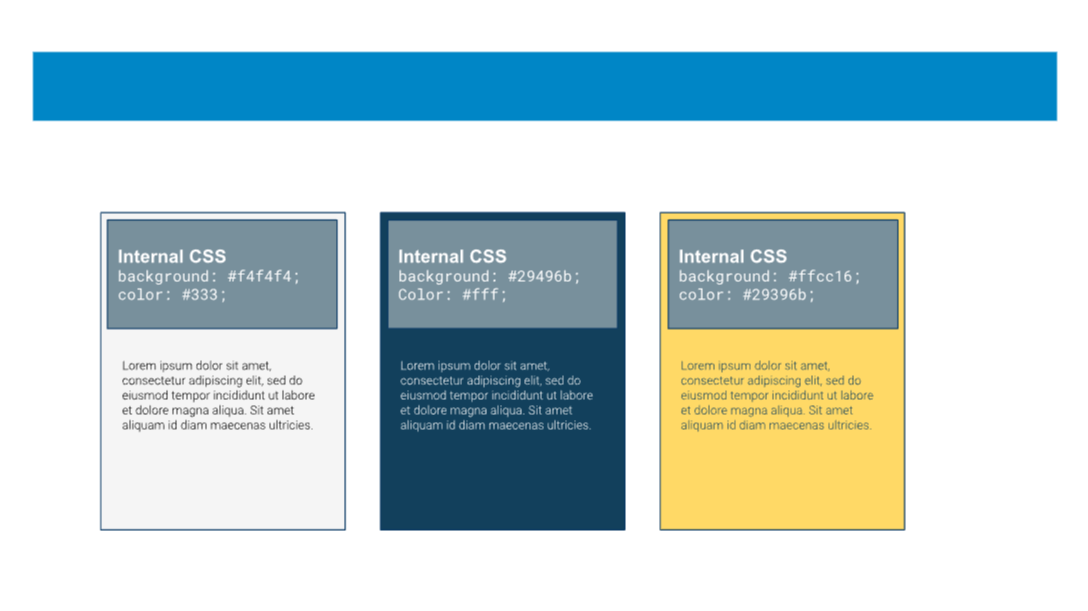 Internal CSS
background: #f4f4f4;
color: #333;
Lorem ipsum dolor sit amet,
consectetur adipiscing elit, sed do
eiusmod tempor incididunt ut labore
et dolore magna aliqua. Sit amet
aliquam id diam maecenas ultricies.
Internal CSS
background: #29496b;
Color: #fff;
Lorem ipsum dolor sit amet,
consectetur adipiscing elit, sed do
eiusmod tempor incididunt ut labore
et dolore magna aliqua. Sit amet
aliquam id diam maecenas ultricies.
Internal CSS
background: #ffcc16;
color: #29396b;
Lorem ipsum dolor sit amet,
consectetur adipiscing elit, sed do
eiusmod tempor incididunt ut labore
et dolore magna aliqua. Sit amet
aliquam id diam maecenas ultricies.